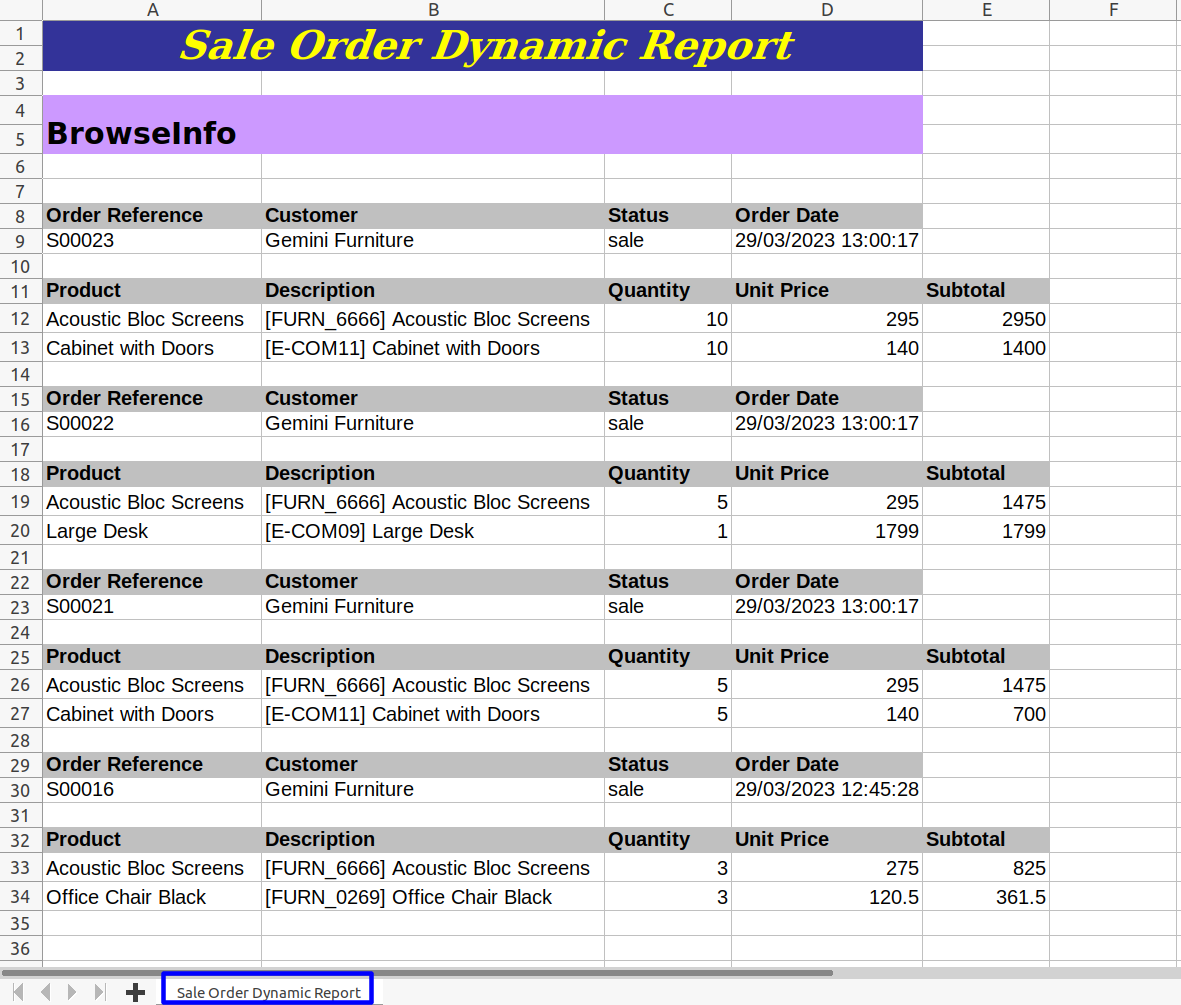 A B C D E F
1 Sale Order Dynamic Report
2
3
4
5 BrowseInfo
6
7
8 Order Reference Customer Status Order Date
9 S00023 Gemini Furniture sale 29/03/2023 13:00:17
10
11 Product Description Quantity Unit Price Subtotal
12 Acoustic Bloc Screens [FURN_6666] Acoustic Bloc Screens 10 295 2950
13 Cabinet with Doors [E-COM11] Cabinet with Doors 10 140 1400
14
15 Order Reference Customer Status Order Date
16 S00022 Gemini Furniture sale 29/03/2023 13:00:17
17
18 Product Description Quantity Unit Price Subtotal
19 Acoustic Bloc Screens [FURN_6666] Acoustic Bloc Screens 5 295 1475
20 Large Desk [E-COM09] Large Desk 1 1799 1799
21
22 Order Reference Customer Status Order Date
23 S00021 Gemini Furniture sale 29/03/2023 13:00:17
24
25 Product Description Quantity Unit Price Subtotal
26 Acoustic Bloc Screens [FURN_6666] Acoustic Bloc Screens 5 295 1475
27 Cabinet with Doors [E-COM11] Cabinet with Doors 5 140 700
28
29 Order Reference Customer Status Order Date
30 S00016 Gemini Furniture sale 29/03/2023 12:45:28
31
32 Product Description Quantity Unit Price Subtotal
33 Acoustic Bloc Screens [FURN_6666] Acoustic Bloc Screens 3 275 825
34 Office Chair Black [FURN_0269] Office Chair Black 3 120.5 361.5
35
36
Sale Order Dynamic Report